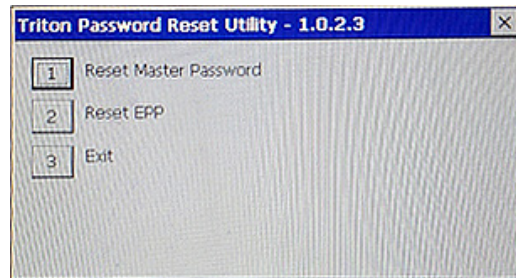 Triton Password Reset Utility - 1.0.2.3
1 Reset Master Password
2 Reset EPP
3 Exit